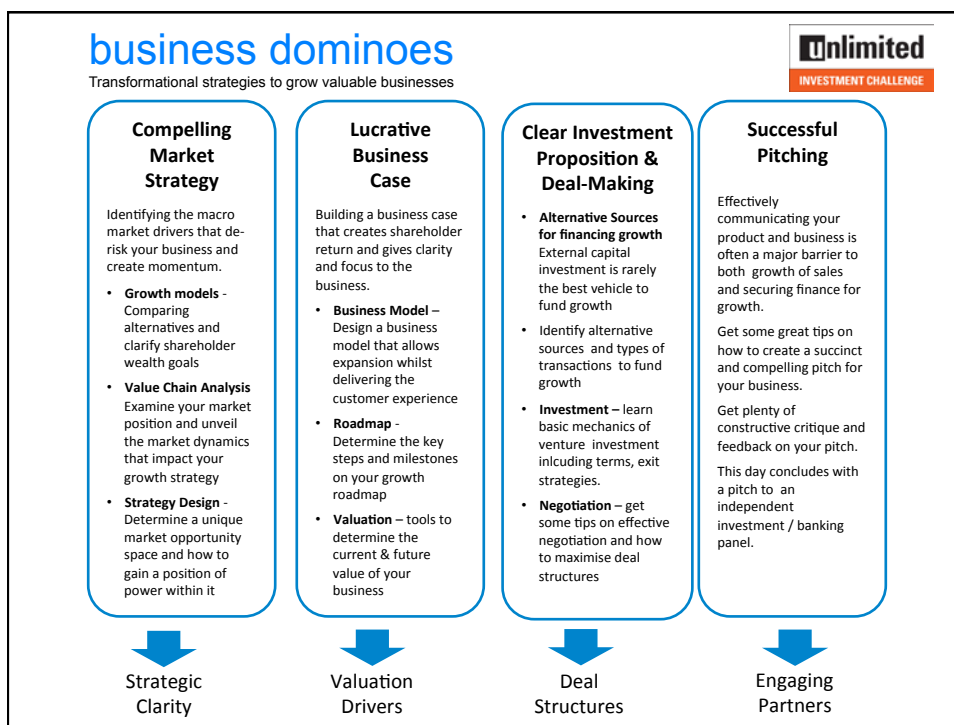 business dominoes
Transformational strategies to grow valuable businesses
unlimited
INVESTMENT CHALLENGE
Compelling
Market
Strategy
Identifying the macro
market drivers that de-
risk your business and
create momentum.
• Growth models -
Comparing
alternatives and
clarify shareholder
wealth goals
• Value Chain Analysis
Examine your market
position and unveil
the market dynamics
that impact your
growth strategy
• Strategy Design -
Determine a unique
market opportunity
space and how to
gain a position of
power within it
Strategic
Clarity
Lucrative
Business
Case
Building a business case
that creates shareholder
return and gives clarity
and focus to the
business.
• Business Model –
Design a business
model that allows
expansion whilst
delivering the
customer experience
• Roadmap -
Determine the key
steps and milestones
on your growth
roadmap
• Valuation – tools to
determine the
current & future
value of your
business
Valuation
Drivers
Clear Investment
Proposition &
Deal-Making
• Alternative Sources
for financing growth
External capital
investment is rarely
the best vehicle to
fund growth
• Identify alternative
sources and types of
transactions to fund
growth
• Investment – learn
basic mechanics of
venture investment
inlcuding terms, exit
strategies.
• Negotiation – get
some tips on effective
negotiation and how
to maximise deal
structures
Deal
Structures
Successful
Pitching
Effectively
communicating your
product and business is
often a major barrier to
both growth of sales
and securing finance for
growth.
Get some great tips on
how to create a succinct
and compelling pitch for
your business.
Get plenty of
constructive critique and
feedback on your pitch.
This day concludes with
a pitch to an
independent
investment / banking
panel.
Engaging
Partners